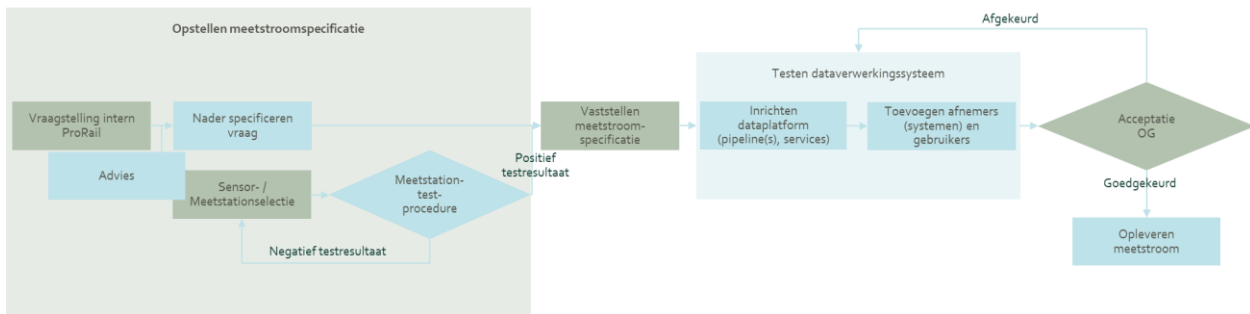 Opstellen meetstroomspecificatie
Vraagstelling intern
ProRail
Nader specificeren
vraag
Advies
Sensor- /
Meetstationselectie
Meetstation-
test-
procedure
Negatief testresultaat
Positief
testresultaat
Vaststellen
meetstroom-
specificatie
Testen dataverwerkingssysteem
Inrichten
dataplatform
(pipeline(s), services)
Toevoegen afnemers
(systemen) en
gebruikers
Afgekeurd
Acceptatie
OG
Goedgekeurd
Opleveren
meetstroom